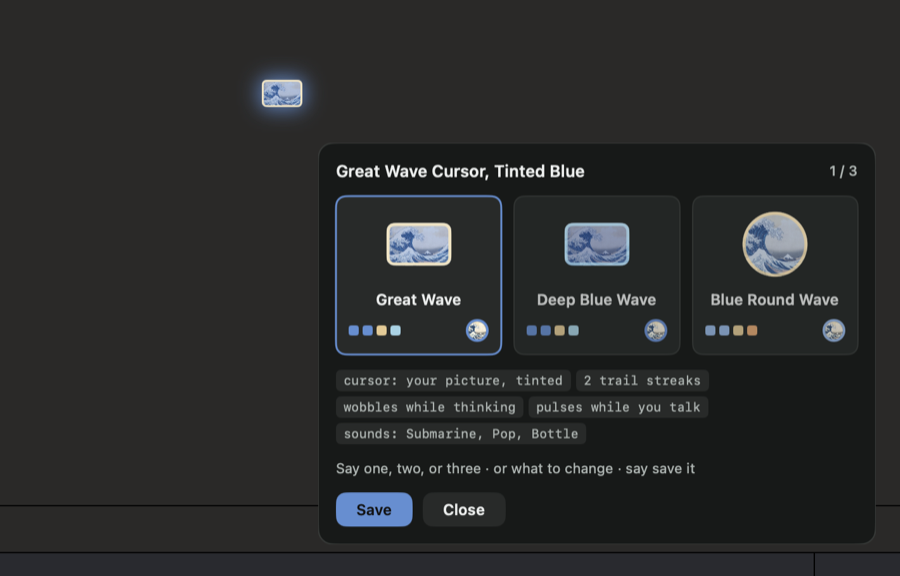 Great Wave Cursor, Tinted Blue
1 / 3
Great Wave
Deep Blue Wave
Blue Round Wave
cursor: your picture, tinted
2 trail streaks
wobbles while thinking
pulses while you talk
sounds: Submarine, Pop, Bottle
Say one, two, or three · or what to change · say save it
Save
Close